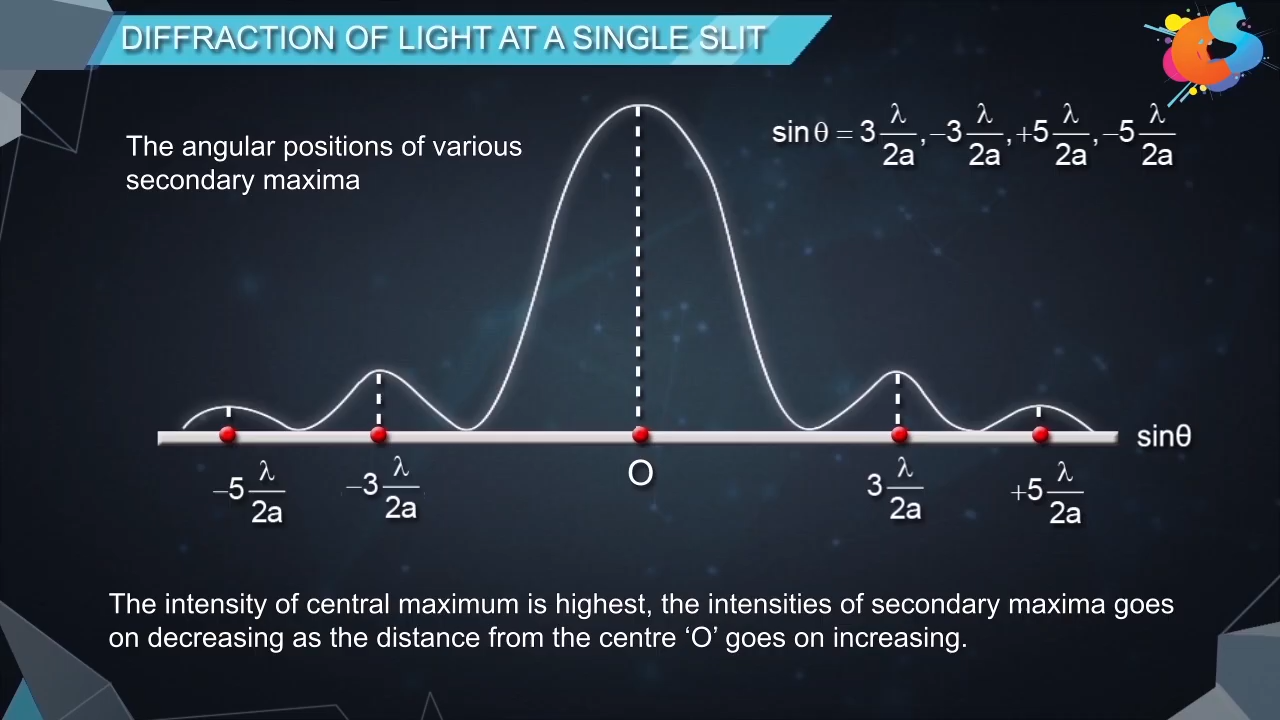 DIFFRACTION OF LIGHT AT A SINGLE SLIT
The angular positions of various
secondary maxima
sin θ = 3 λ/2a, −3 λ/2a, +5 λ/2a, −5 λ/2a
sinθ
−5 λ/2a
−3 λ/2a
O
3 λ/2a
+5 λ/2a
The intensity of central maximum is highest, the intensities of secondary maxima goes
on decreasing as the distance from the centre ‘O’ goes on increasing.